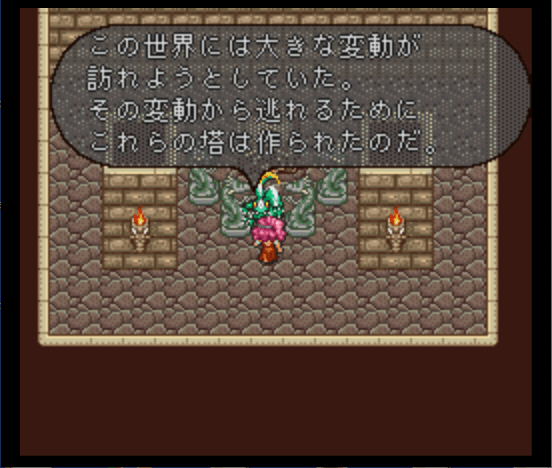 この世界には大きな変動が
訪れようとしていた。
その変動から逃れるために
これらの塔は作られたのだ。